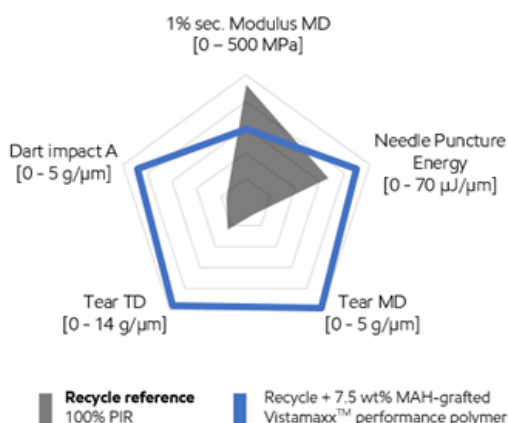 1% sec. Modulus MD
[0 – 500 MPa]
Needle Puncture
Energy
[0 - 70 µJ/µm]
Dart impact A
[0 - 5 g/µm]
Tear TD
[0 - 14 g/µm]
Tear MD
[0 - 5 g/µm]
Recycle reference
100% PIR
Recycle + 7.5 wt% MAH-grafted
Vistamaxx™ performance polymer